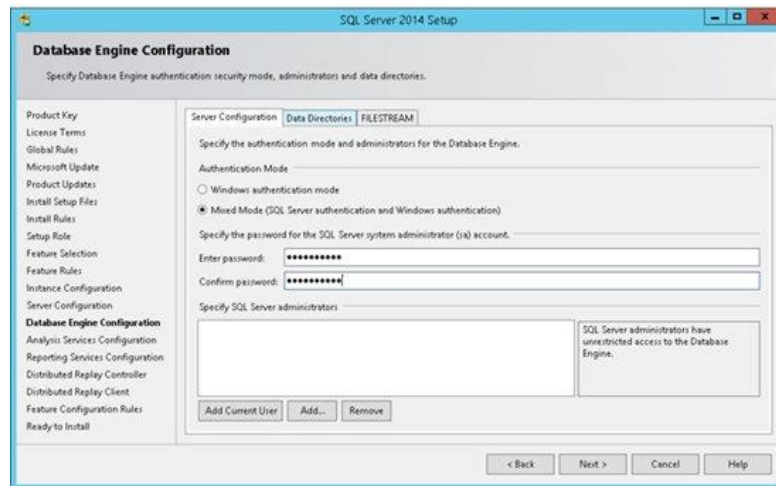 SQL Server 2014 Setup
Database Engine Configuration
Specify Database Engine authentication security mode, administrators and data directories.
Product Key
License Terms
Global Rules
Microsoft Update
Product Updates
Install Setup Files
Install Rules
Setup Role
Feature Selection
Feature Rules
Instance Configuration
Server Configuration
Database Engine Configuration
Analysis Services Configuration
Reporting Services Configuration
Distributed Replay Controller
Distributed Replay Client
Feature Configuration Rules
Ready to Install
Server Configuration Data Directories FILESTREAM
Specify the authentication mode and administrators for the Database Engine.
Authentication Mode
Windows authentication mode
Mixed Mode (SQL Server authentication and Windows authentication)
Specify the password for the SQL Server system administrator (sa) account.
Enter password: ●●●●●●●●●●
Confirm password: ●●●●●●●●●●
Specify SQL Server administrators
SQL Server administrators have
unrestricted access to the Database
Engine.
Add Current User Add... Remove
< Back Next > Cancel Help